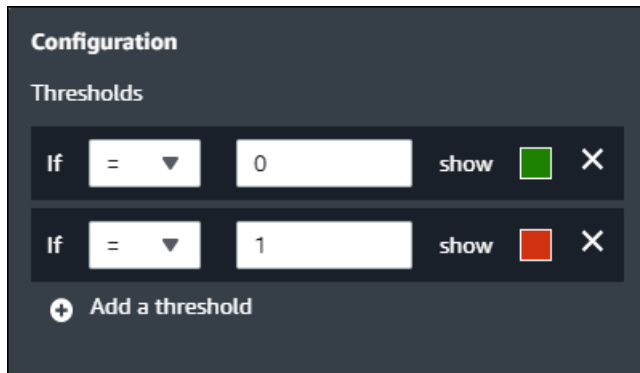 Configuration
Thresholds
If = 0 show
If = 1 show
Add a threshold